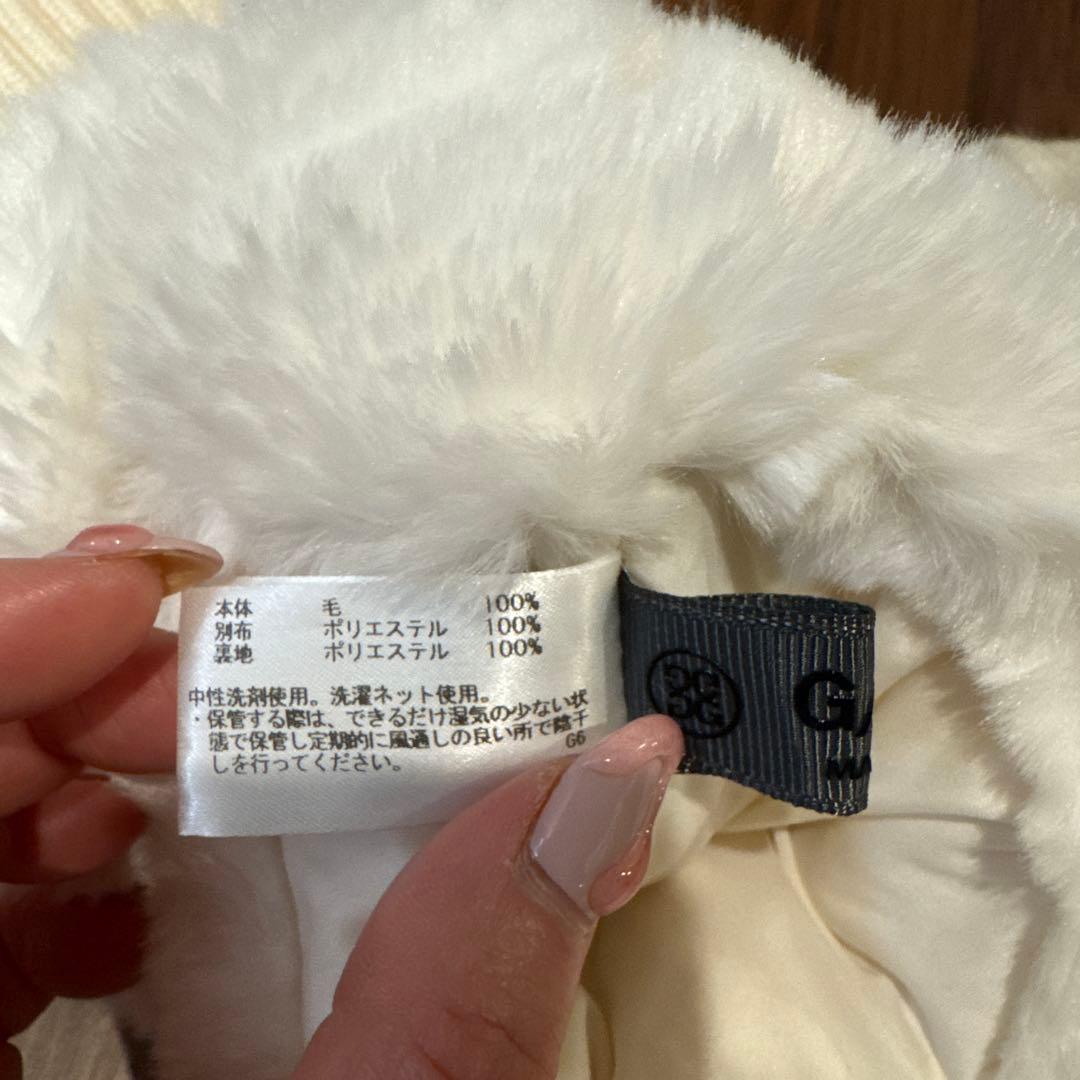 本体 毛 100%
別布 ポリエステル 100%
裏地 ポリエステル 100%
中性洗剤使用。洗濯ネット使用。
・保管する際は、できるだけ湿気の少ない状
態で保管し定期的に風通しの良い所で陰干
しを行ってください。 G6
G